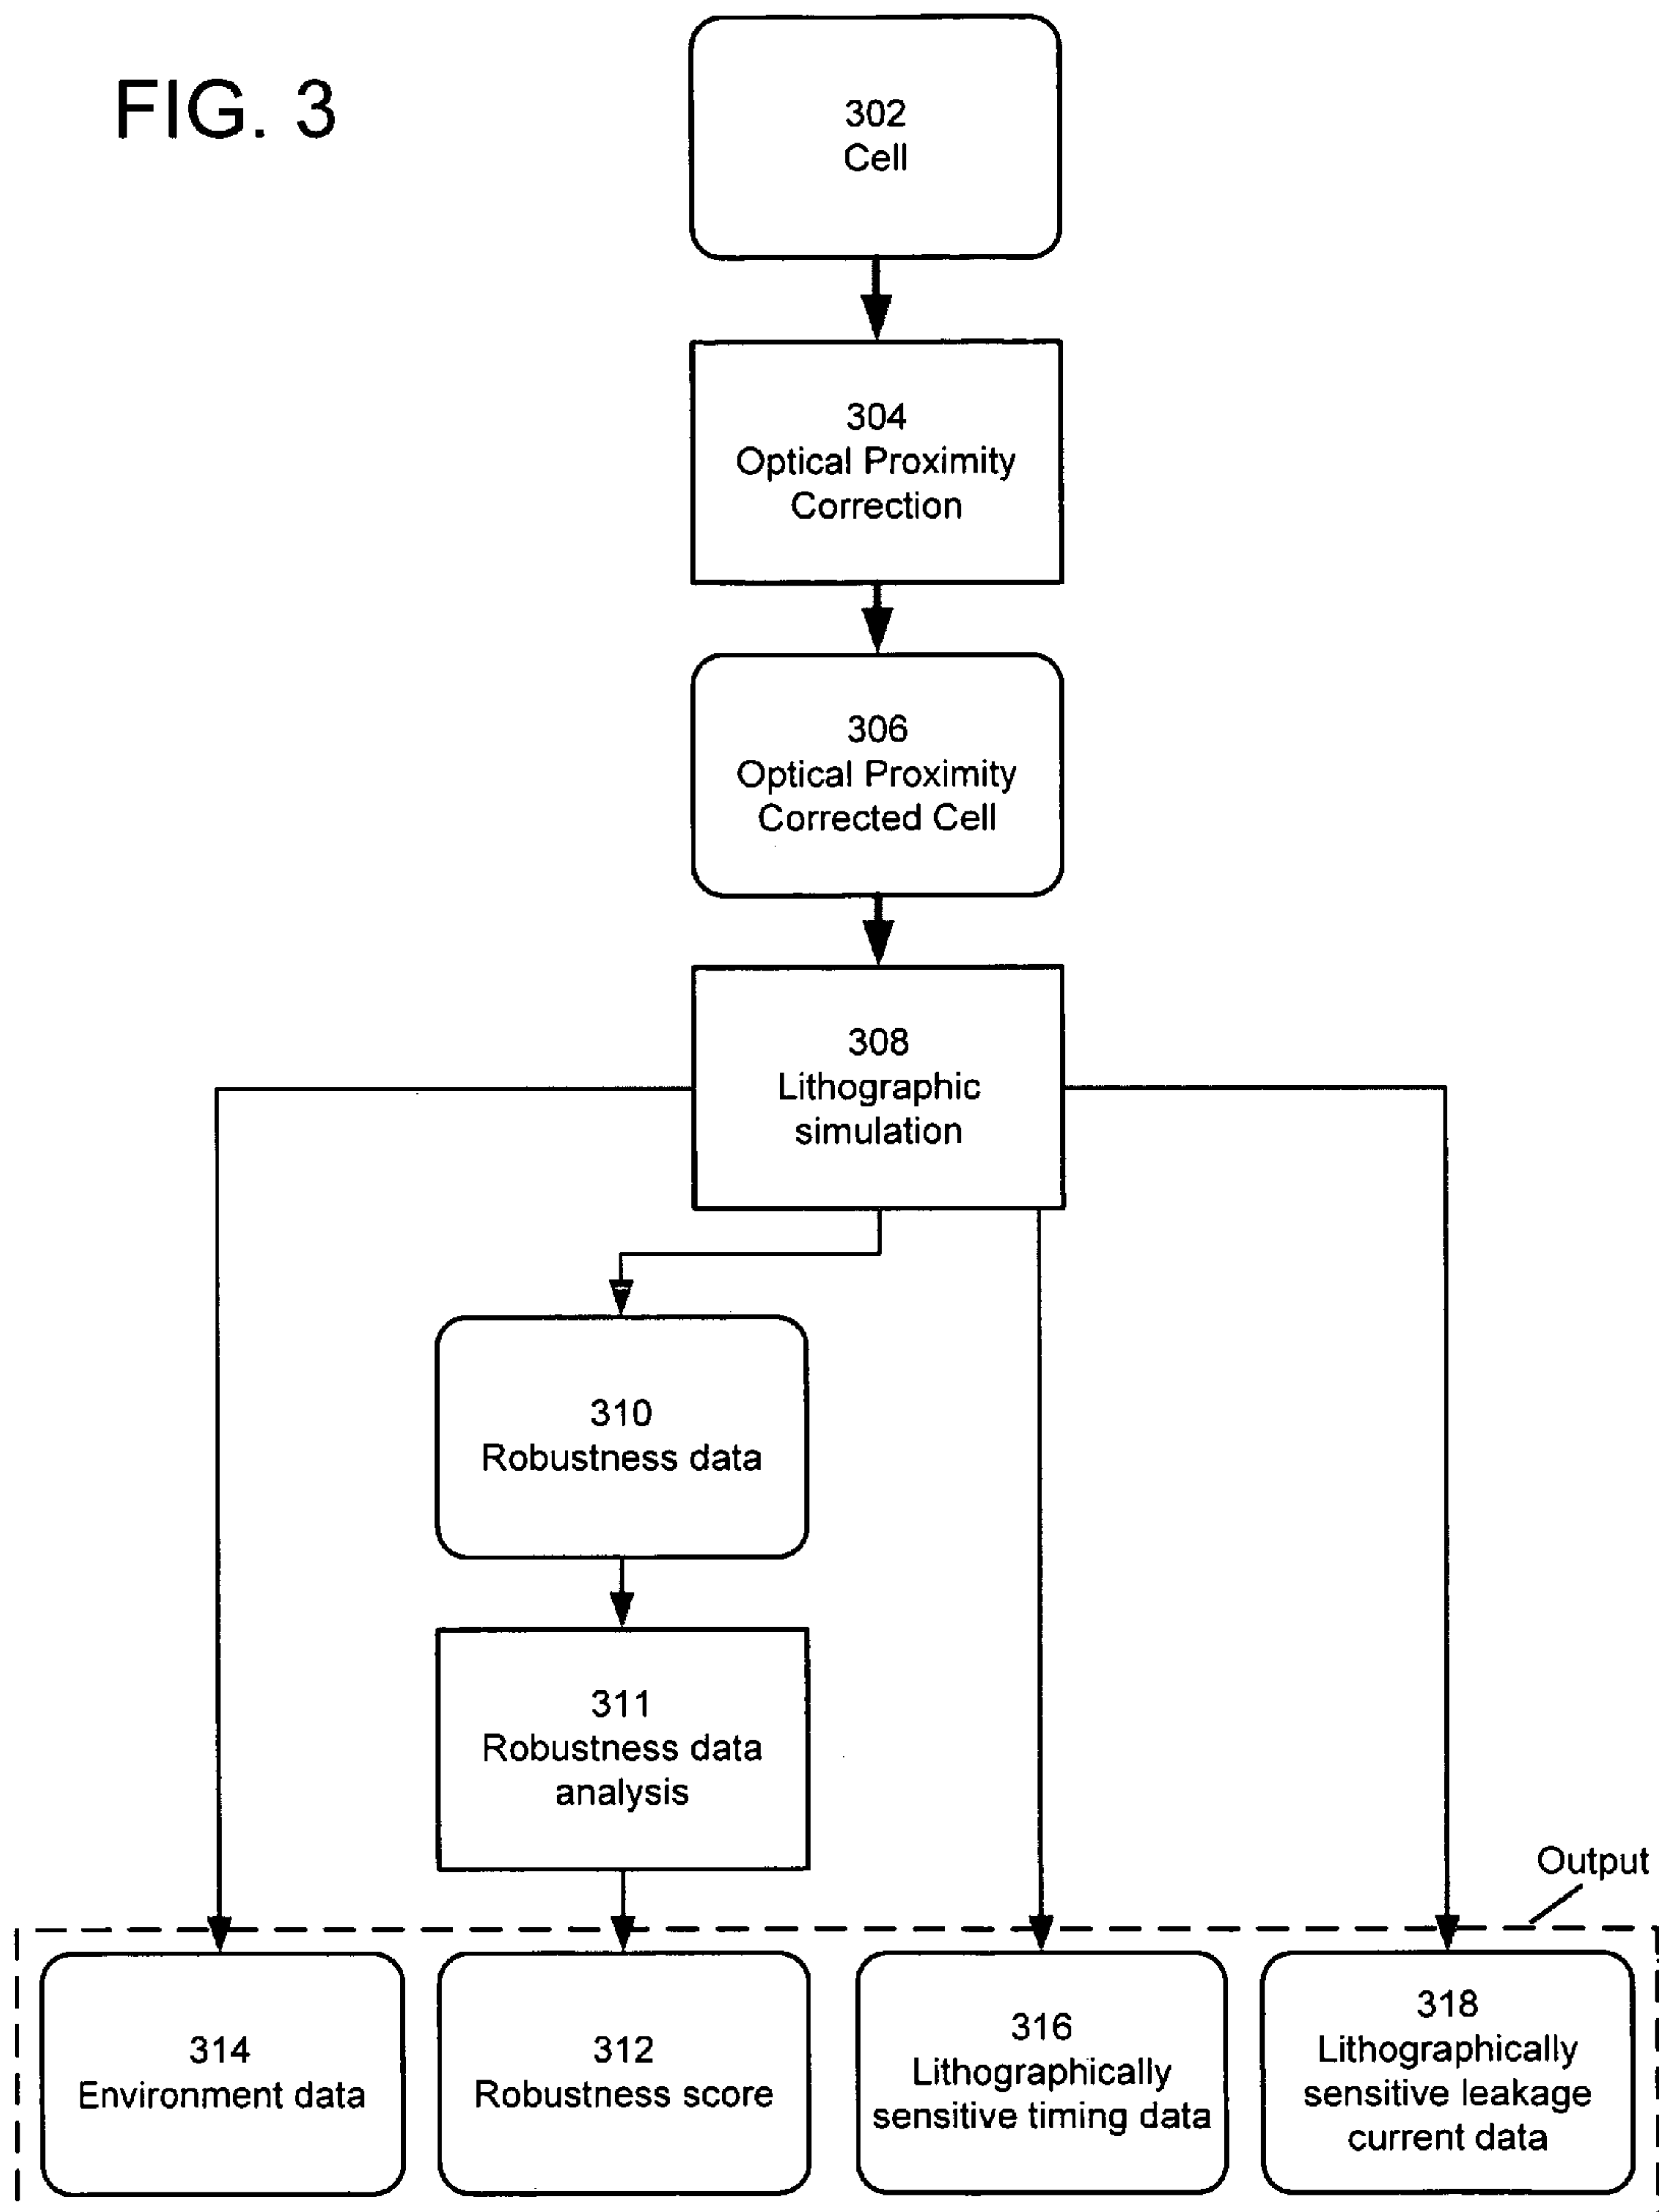 FIG. 3
302
Cell
304
Optical Proximity
Correction
306
Optical Proximity
Corrected Cell
308
Lithographic
simulation
310
Robustness data
311
Robustness data
analysis
Output
314
Environment data
312
Robustness score
316
Lithographically
sensitive timing data
318
Lithographically
sensitive leakage
current data